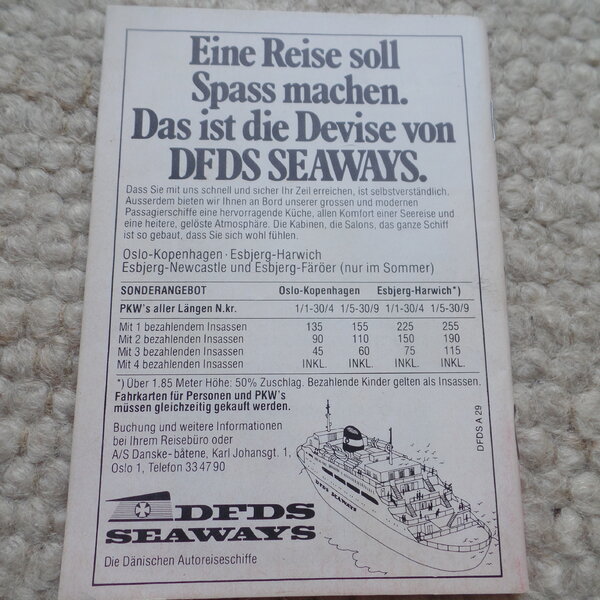 Eine Reise soll
Spass machen.
Das ist die Devise von
DFDS SEAWAYS.
Dass Sie mit uns schnell und sicher Ihr Zeil erreichen, ist selbstverständlich.
Ausserdem bieten wir Ihnen an Bord unserer grossen und modernen
Passagierschiffe eine hervorragende Küche, allen Komfort einer Seereise und
eine heitere, gelöste Atmosphäre. Die Kabinen, die Salons, das ganze Schiff
ist so gebaut, dass Sie sich wohl fühlen.
Oslo-Kopenhagen · Esbjerg-Harwich
Esbjerg-Newcastle und Esbjerg-Färöer (nur im Sommer)
SONDERANGEBOT Oslo-Kopenhagen Esbjerg-Harwich*)
PKW's aller Längen N.kr. 1/1-30/4 1/5-30/9 1/1-30/4 1/5-30/9
Mit 1 bezahlendem Insassen 135 155 225 255
Mit 2 bezahlenden Insassen 90 110 150 190
Mit 3 bezahlenden Insassen 45 60 75 115
Mit 4 bezahlenden Insassen INKL. INKL. INKL. INKL.
*) Über 1.85 Meter Höhe: 50% Zuschlag. Bezahlende Kinder gelten als Insassen.
Fahrkarten für Personen und PKW's
müssen gleichzeitig gekauft werden.
Buchung und weitere Informationen
bei Ihrem Reisebüro oder
A/S Danske-båtene, Karl Johansgt. 1,
Oslo 1, Telefon 33 47 90
DFDS SEAWAYS
DFDS A 29
DFDS
SEAWAYS
Die Dänischen Autoreiseschiffe